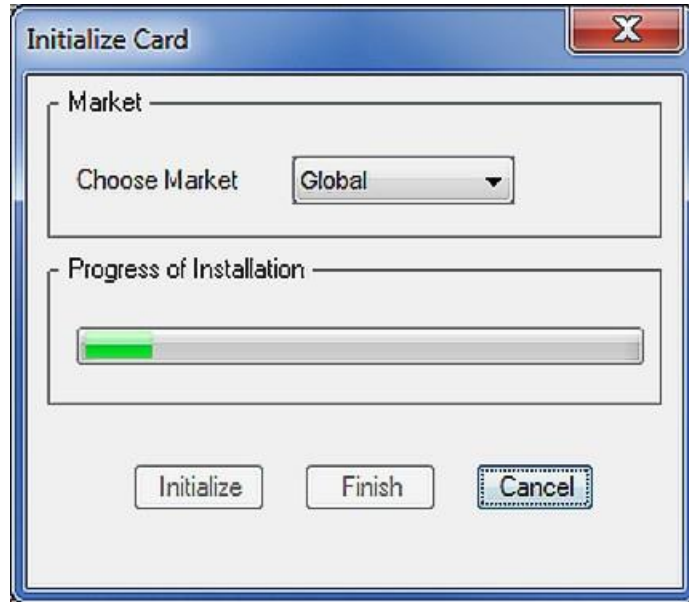 Initialize Card
Market
Choose Market Global
Progress of Installation
Initialize Finish Cancel